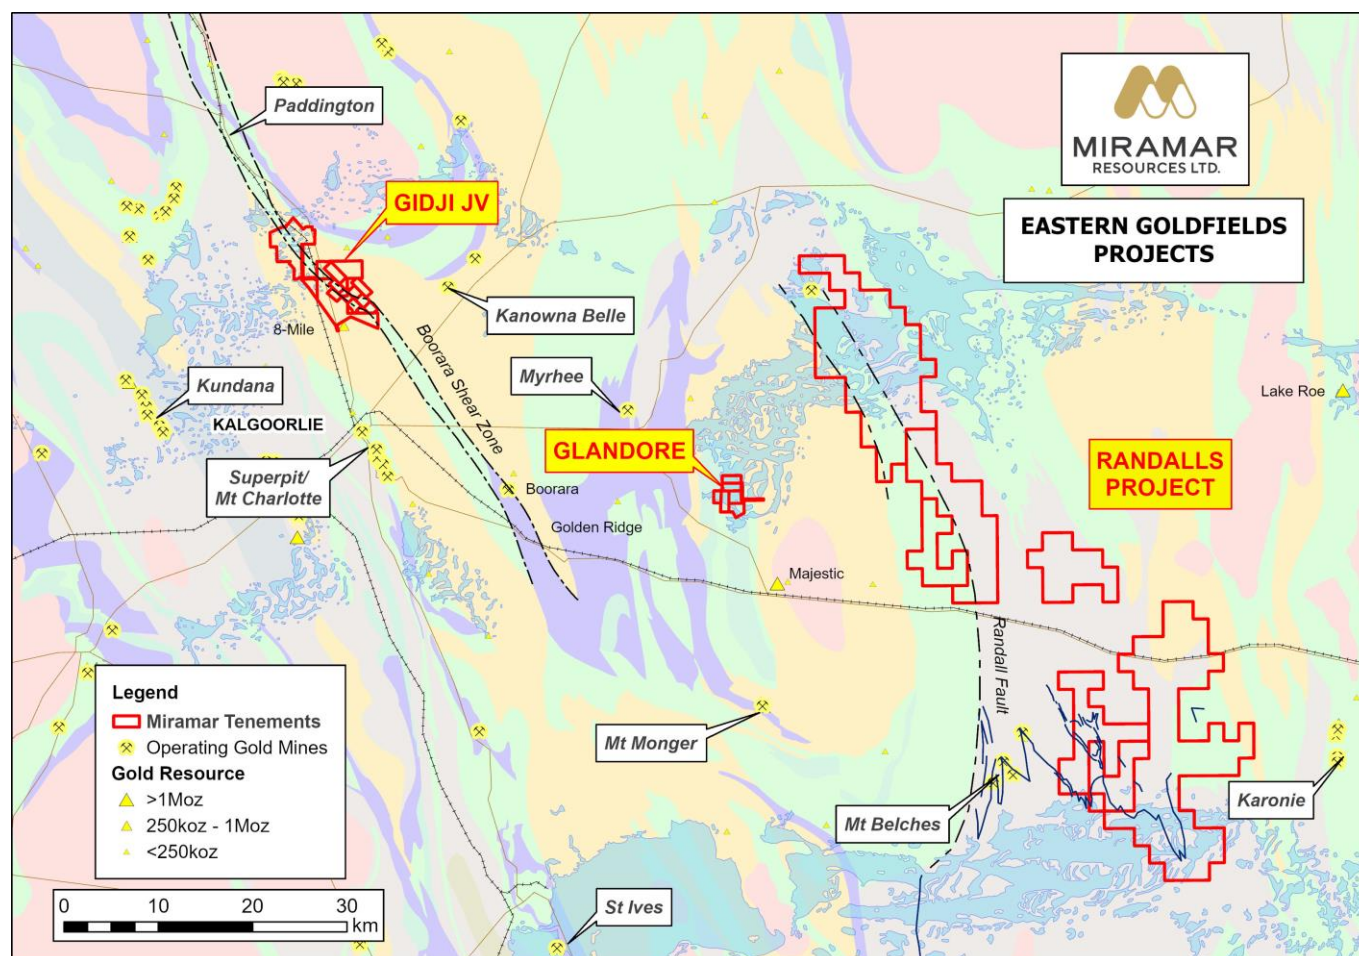 Paddington
MIRAMAR
RESOURCES LTD.
GIDJI JV
EASTERN GOLDFIELDS
PROJECTS
Kanowna Belle
8-Mile
Boorara Shear Zone
Myrhee
Kundana
Lake Roe
KALGOORLIE
GLANDORE
RANDALLS
PROJECT
Superpit/
Mt Charlotte
Boorara
Golden Ridge
Majestic
Randall Fault
Legend
Miramar Tenements
Operating Gold Mines
Gold Resource
>1Moz
250koz - 1Moz
<250koz
Mt Monger
Mt Belches
Karonie
St Ives
0 10 20 30
km